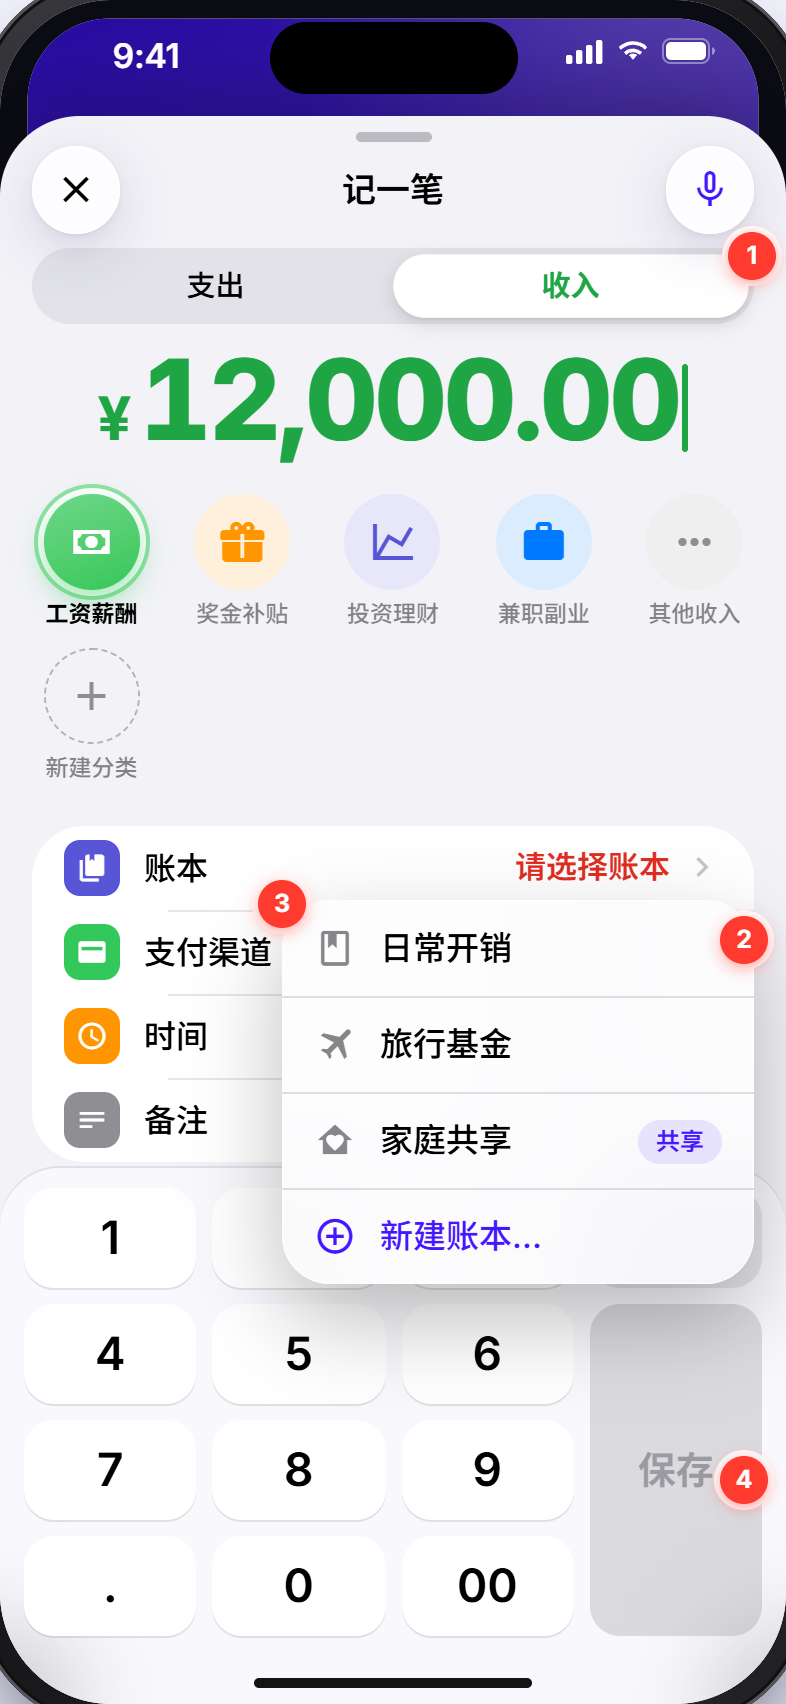 9:41
记一笔
支出
收入
1
¥12,000.00
工资薪酬
奖金补贴
投资理财
兼职副业
其他收入
新建分类
账本
请选择账本
3
支付渠道
日常开销
2
时间
旅行基金
备注
家庭共享
共享
新建账本...
1
4
5
6
保存
4
7
8
9
.
0
00